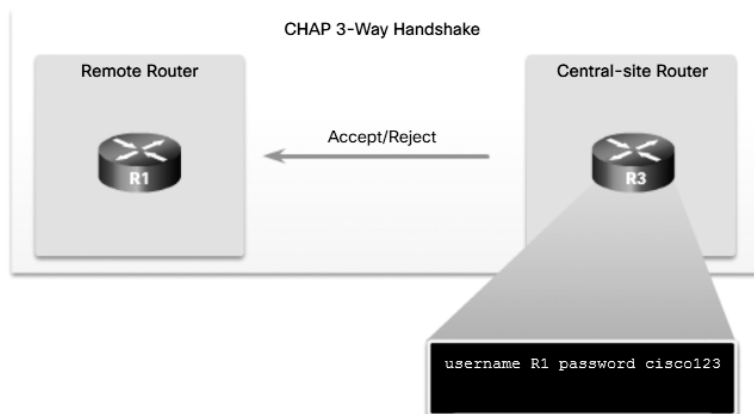 CHAP 3-Way Handshake
Remote Router
Central-site Router
Accept/Reject
R1
R3
username R1 password cisco123